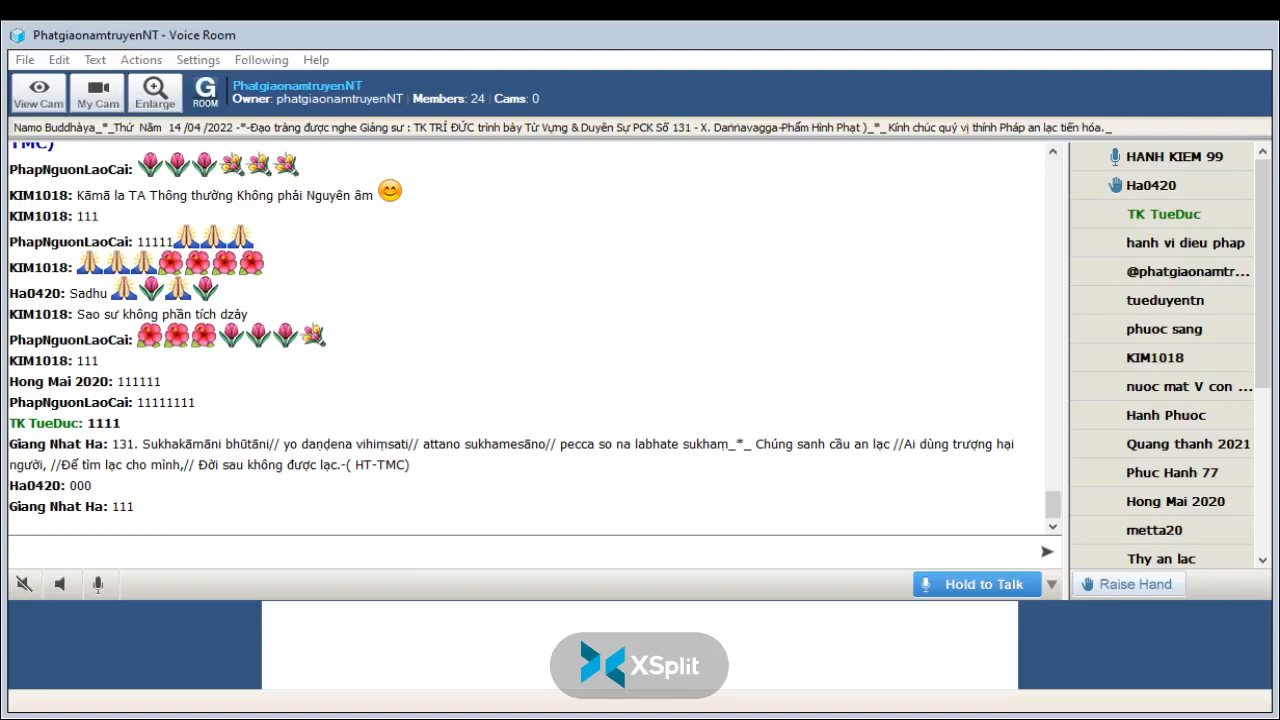 PhatgiaonamtruyenNT - Voice Room
File Edit Text Actions Settings Following Help
View Cam My Cam Enlarge G ROOM
PhatgiaonamtruyenNT
Owner: phatgiaonamtruyenNT | Members: 24 | Cams: 0
Namo Buddhàya_*_Thứ Năm 14 /04 /2022 -*-Đạo tràng được nghe Giảng sư : TK TRÍ ĐỨC trình bày Từ Vựng & Duyên Sự PCK Số 131 - X. Daṇṇavagga-Phẩm Hình Phạt )_*_ Kính chúc quý vị thính Pháp an lạc tiến hóa._
TMC)
PhapNguonLaoCai:
KIM1018: Kāmā la TA Thông thường Không phải Nguyên âm
KIM1018: 111
PhapNguonLaoCai: 11111
KIM1018:
Ha0420: Sadhu
KIM1018: Sao sư không phần tích dzảy
PhapNguonLaoCai:
KIM1018: 111
Hong Mai 2020: 111111
PhapNguonLaoCai: 11111111
TK TueDuc: 1111
Giang Nhat Ha: 131. Sukhakāmāni bhūtāni// yo daṇḍena vihiṃsati// attano sukhamesāno// pecca so na labhate sukhaṃ_*_ Chúng sanh cầu an lạc //Ai dùng trượng hại
người, //Để tìm lạc cho mình,// Đời sau không được lạc.-( HT-TMC)
Ha0420: 000
Giang Nhat Ha: 111
Hold to Talk
HANH KIEM 99
Ha0420
TK TueDuc
hanh vi dieu phap
@phatgiaonamtr...
tueduyentn
phuoc sang
KIM1018
nuoc mat V con ...
Hanh Phuoc
Quang thanh 2021
Phuc Hanh 77
Hong Mai 2020
metta20
Thy an lac
Raise Hand
XSplit